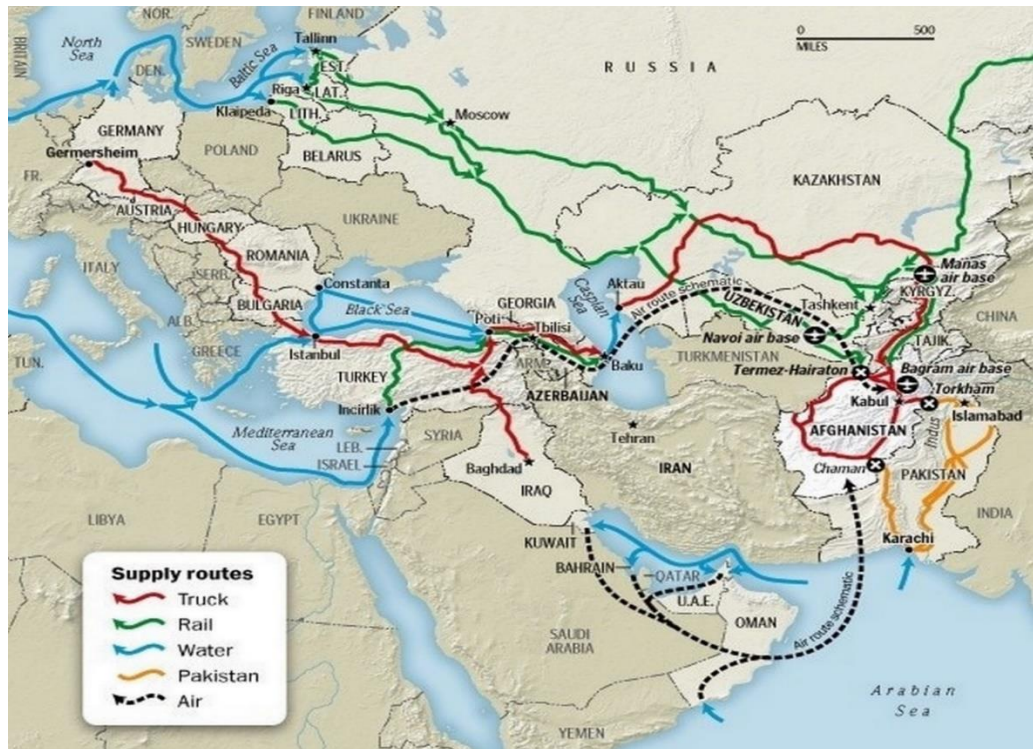 NOR.
FINLAND
North
Sea
SWEDEN
Tallinn
BRITAIN
DEN.
Baltic Sea
EST.
Riga
LAT.
Klaipeda
LITH.
RUSSIA
0
500
MILES
Moscow
GERMANY
Germersheim
POLAND
BELARUS
FR.
AUSTRIA
HUNGARY
UKRAINE
KAZAKHSTAN
ROMANIA
ITALY
SERB.
Constanta
BULGARIA
Black Sea
ALB.
GREECE
Istanbul
GEORGIA
Poti
Tbilisi
Caspian
Sea
Aktau
Air route schematic
UZBEKISTAN
Tashkent
Manas
air base
KYRGYZ.
CHINA
TUN.
TURKEY
ARM.
AZERBAIJAN
Baku
Navoi air base
TURKMENISTAN
Termez-Hairaton
TAJIK.
Bagram air base
Kabul
Torkham
Islamabad
Incirlik
Mediterranean
Sea
SYRIA
LEB.
ISRAEL
Tehran
AFGHANISTAN
Indus
Baghdad
IRAQ
IRAN
Chaman
PAKISTAN
INDIA
LIBYA
EGYPT
KUWAIT
Karachi
BAHRAIN
QATAR
U.A.E.
OMAN
SAUDI
ARABIA
Air route schematic
YEMEN
Arabian
Sea
Supply routes
Truck
Rail
Water
Pakistan
Air